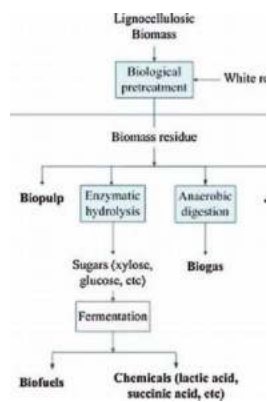 Lignocellulosic
Biomass
Biological
pretreatment
White
Biomass residue
Biopulp
Enzymatic
hydrolysis
Anaerobic
digestion
Sugars (xylose,
glucose, etc)
Biogas
Fermentation
Biofuels
Chemicals (lactic acid,
succinic acid, etc)